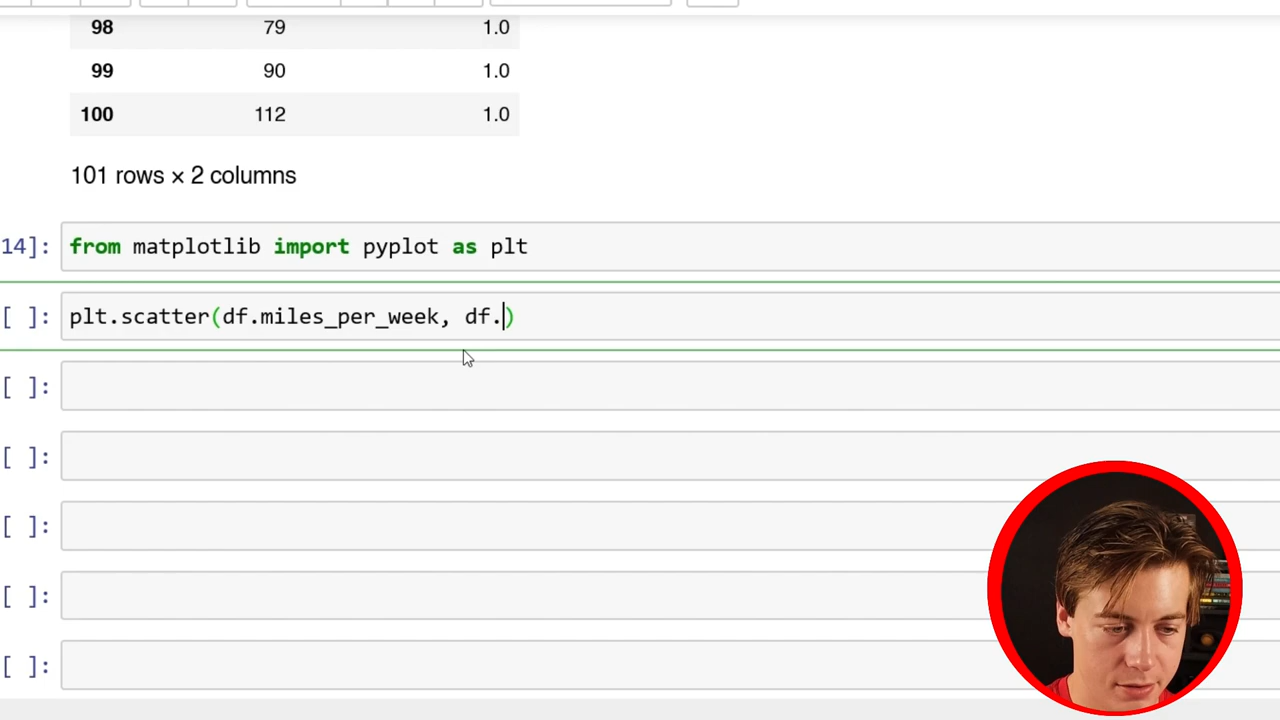 98 79 1.0
99 90 1.0
100 112 1.0
101 rows × 2 columns
14]: from matplotlib import pyplot as plt
[ ]: plt.scatter(df.miles_per_week, df.)
[ ]:
[ ]:
[ ]:
[ ]:
[ ]: